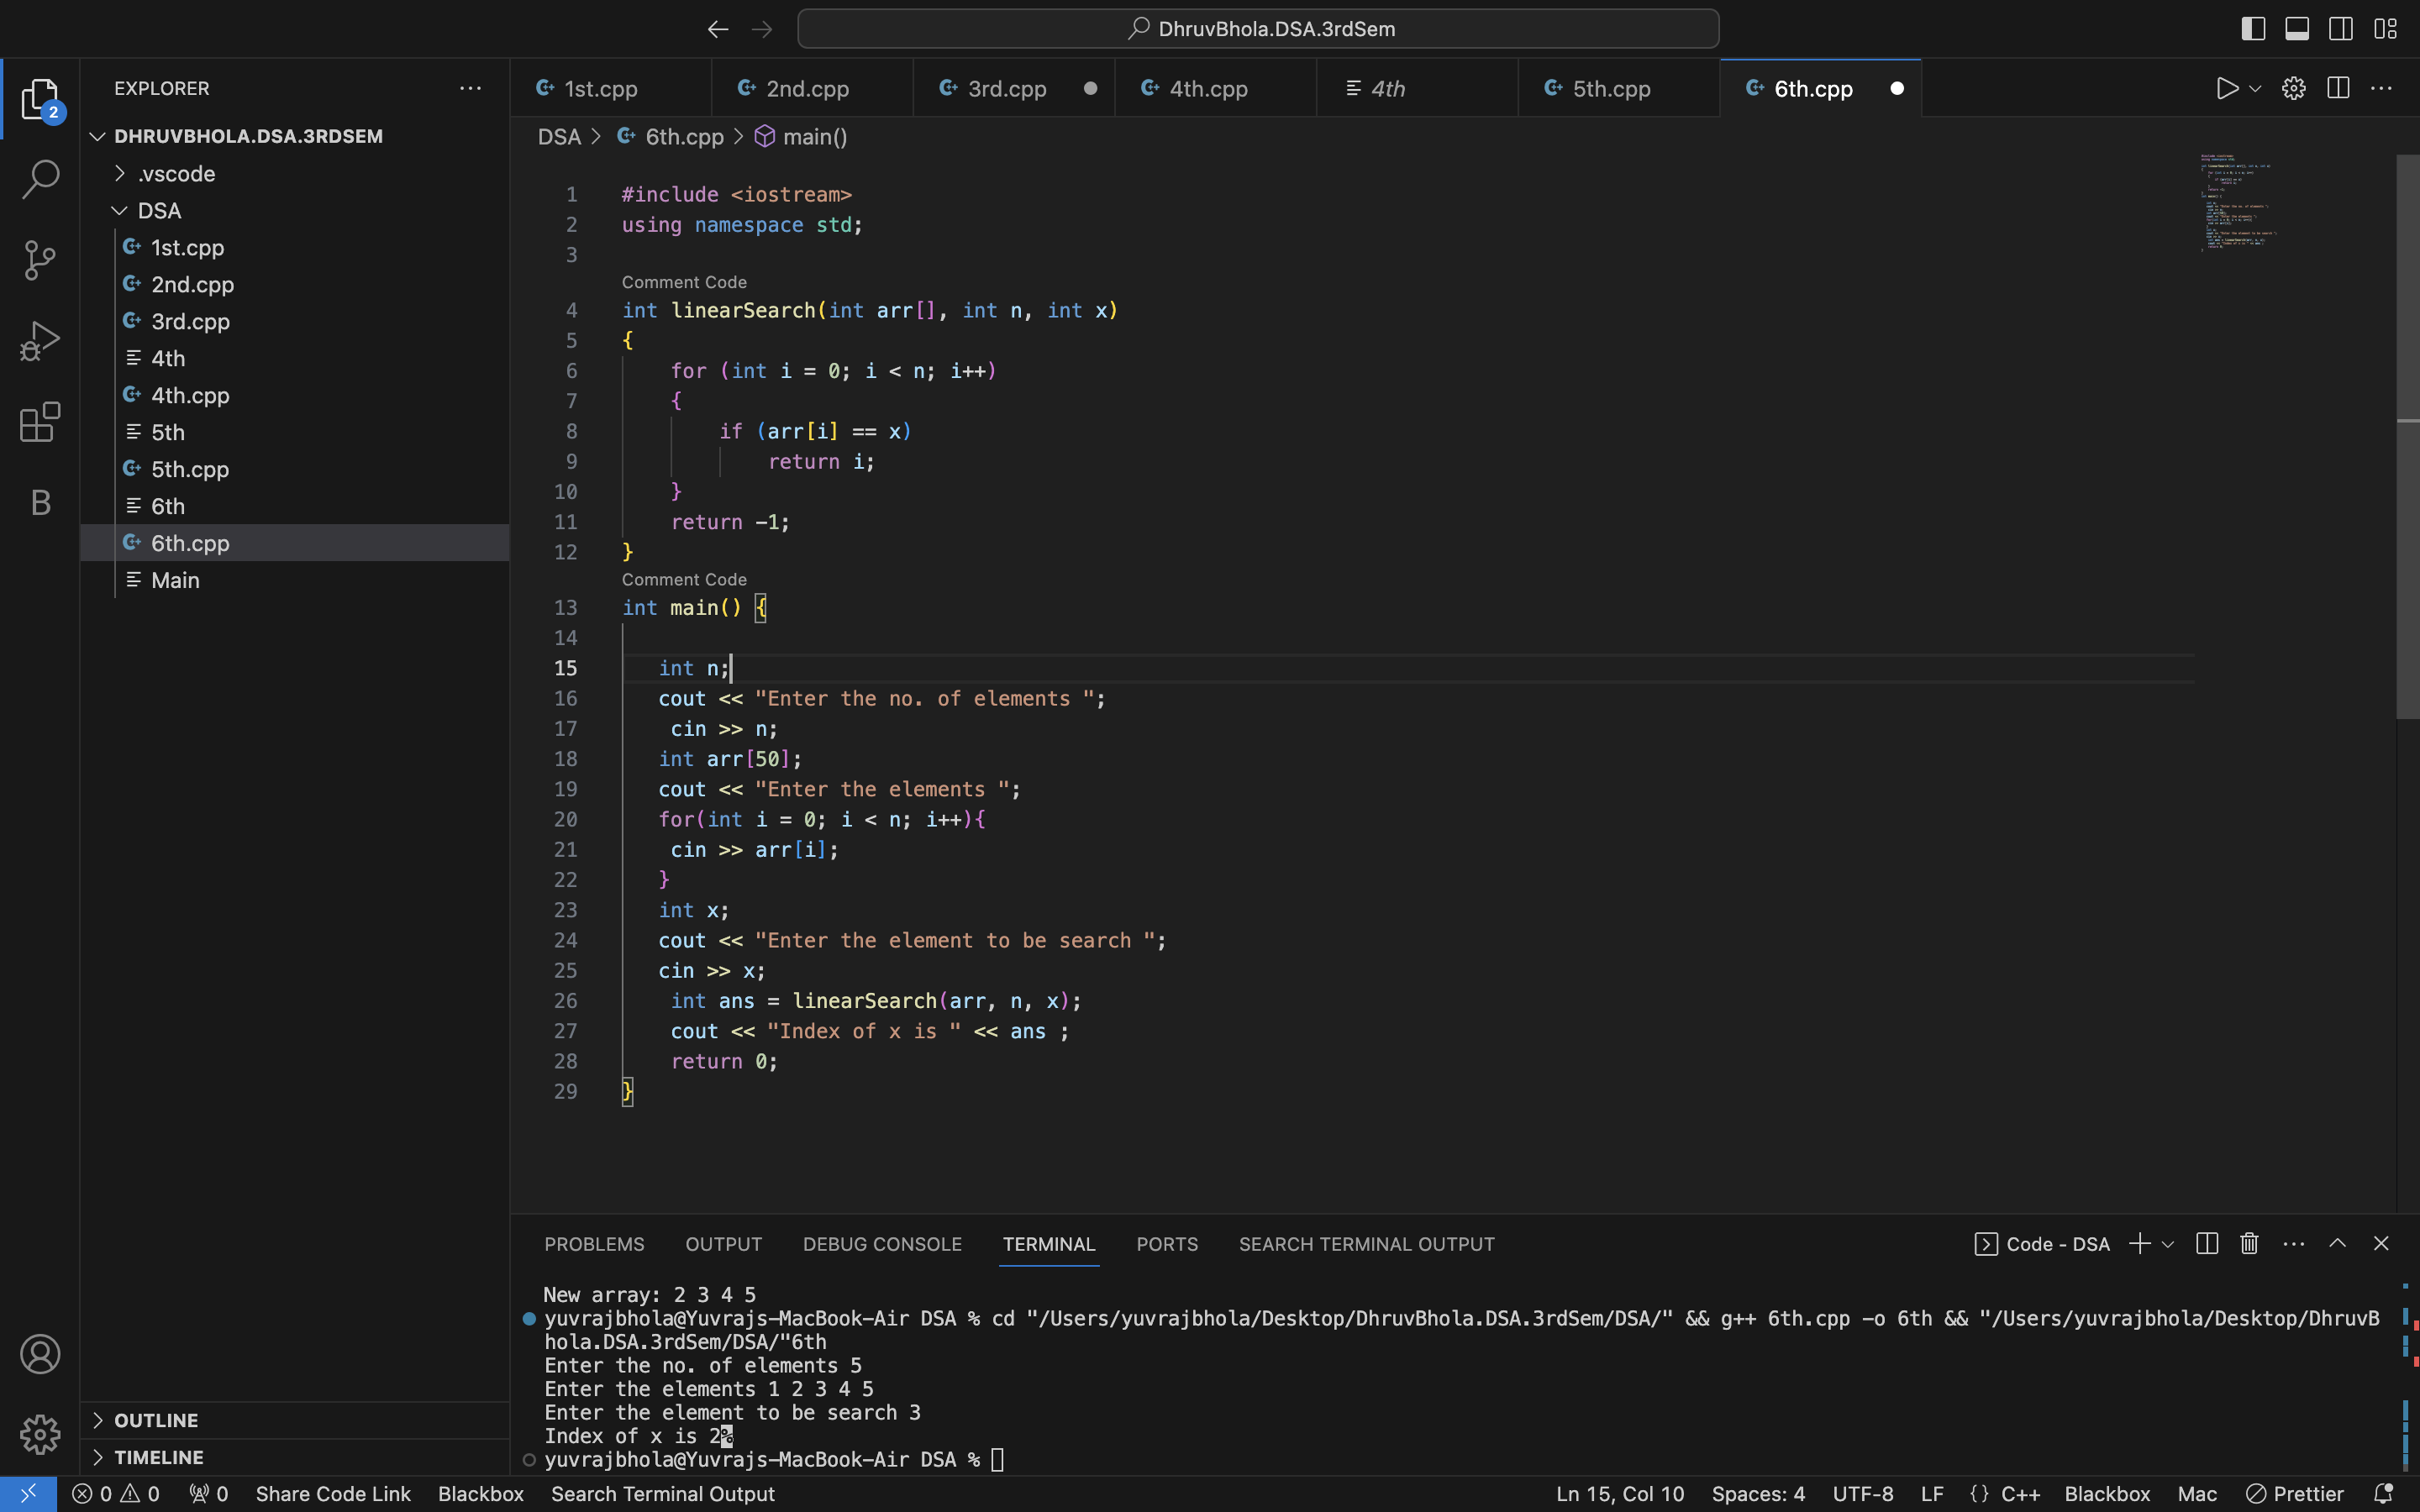 DhruvBhola.DSA.3rdSem
EXPLORER
2
DHRUVBHOLA.DSA.3RDSEM
.vscode
DSA
1st.cpp
2nd.cpp
3rd.cpp
4th
4th.cpp
5th
5th.cpp
6th
6th.cpp
Main
OUTLINE
TIMELINE
1st.cpp 2nd.cpp 3rd.cpp 4th.cpp 4th 5th.cpp 6th.cpp
DSA > 6th.cpp > main()
1 #include <iostream>
2 using namespace std;
3
Comment Code
4 int linearSearch(int arr[], int n, int x)
5 {
6 for (int i = 0; i < n; i++)
7 {
8 if (arr[i] == x)
9 return i;
10 }
11 return -1;
12 }
Comment Code
13 int main() {
14
15 int n;
16 cout << "Enter the no. of elements ";
17 cin >> n;
18 int arr[50];
19 cout << "Enter the elements ";
20 for(int i = 0; i < n; i++){
21 cin >> arr[i];
22 }
23 int x;
24 cout << "Enter the element to be search ";
25 cin >> x;
26 int ans = linearSearch(arr, n, x);
27 cout << "Index of x is " << ans ;
28 return 0;
29 }
PROBLEMS OUTPUT DEBUG CONSOLE TERMINAL PORTS SEARCH TERMINAL OUTPUT Code - DSA
New array: 2 3 4 5
yuvrajbhola@Yuvrajs-MacBook-Air DSA % cd "/Users/yuvrajbhola/Desktop/DhruvBhola.DSA.3rdSem/DSA/" && g++ 6th.cpp -o 6th && "/Users/yuvrajbhola/Desktop/DhruvB
hola.DSA.3rdSem/DSA/"6th
Enter the no. of elements 5
Enter the elements 1 2 3 4 5
Enter the element to be search 3
Index of x is 2%
yuvrajbhola@Yuvrajs-MacBook-Air DSA %
0 0 0 Share Code Link Blackbox Search Terminal Output Ln 15, Col 10 Spaces: 4 UTF-8 LF {} C++ Blackbox Mac Prettier